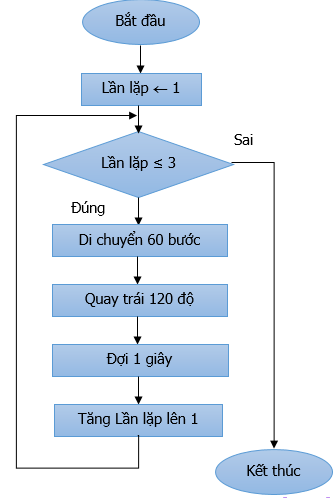 Bắt đầu
Lần lặp ← 1
Lần lặp ≤ 3
Sai
Đúng
Di chuyển 60 bước
Quay trái 120 độ
Đợi 1 giây
Tăng Lần lặp lên 1
Kết thúc